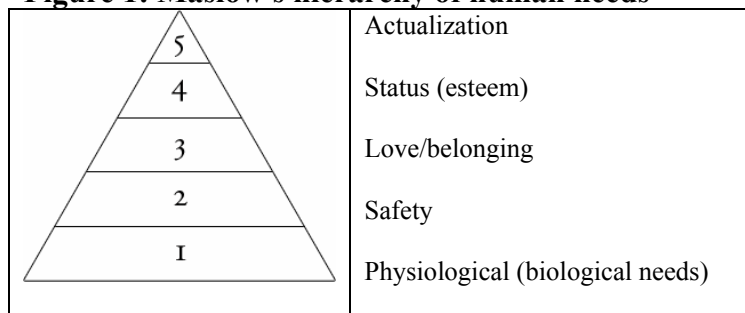 Figure 1: Maslow's hierarchy of human needs
5 Actualization
4 Status (esteem)
3 Love/belonging
2 Safety
1 Physiological (biological needs)